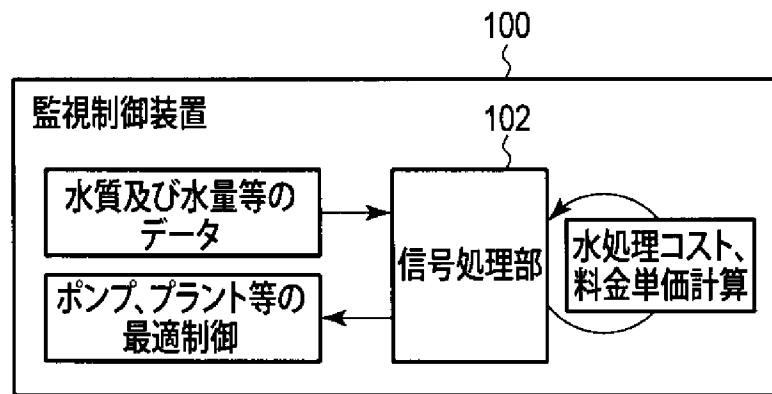 100
監視制御装置
102
水質及び水量等の
データ
信号処理部
水処理コスト、
料金単価計算
ポンプ、プラント等の
最適制御